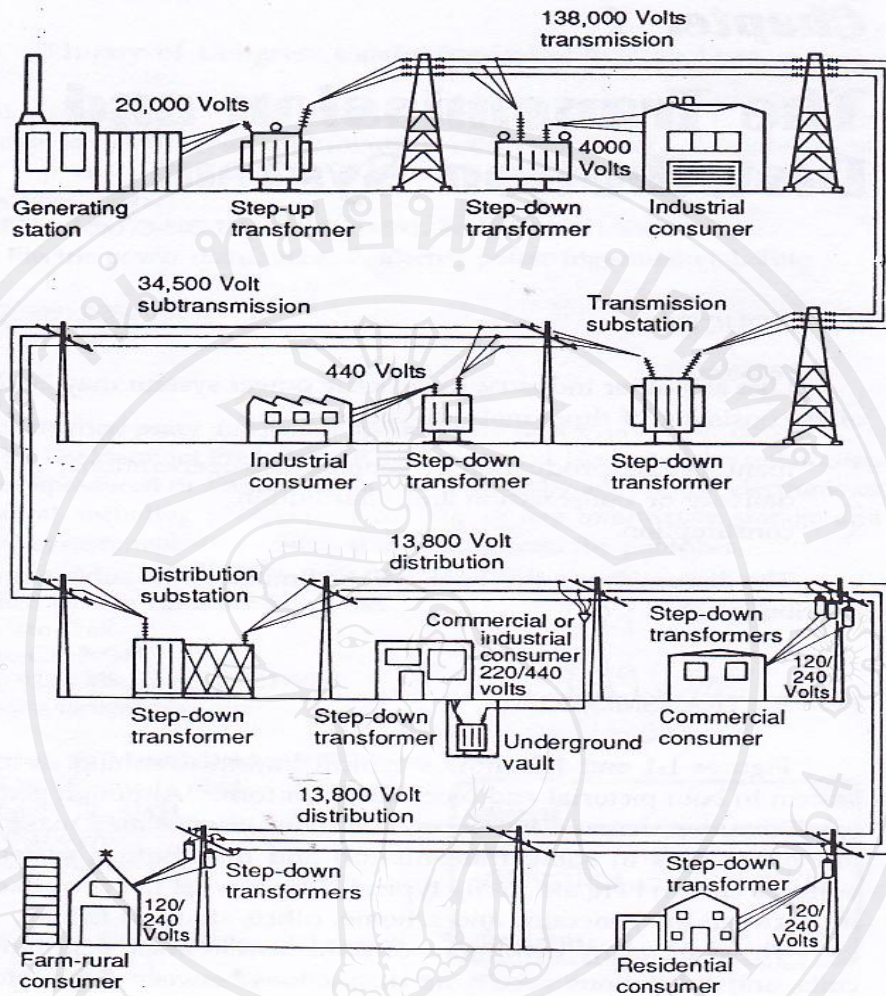 138,000 Volts
transmission
20,000 Volts
4000
Volts
Generating
station
Step-up
transformer
Step-down
transformer
Industrial
consumer
34,500 Volt
subtransmission
Transmission
substation
440 Volts
Industrial
consumer
Step-down
transformer
Step-down
transformer
13,800 Volt
distribution
Distribution
substation
Commercial or
industrial
consumer
220/440
volts
Step-down
transformers
120/
240
Volts
Step-down
transformer
Step-down
transformer
Underground
vault
Commercial
consumer
13,800 Volt
distribution
Step-down
transformers
Step-down
transformer
120/
240
Volts
120/
240
Volts
Farm-rural
consumer
Residential
consumer